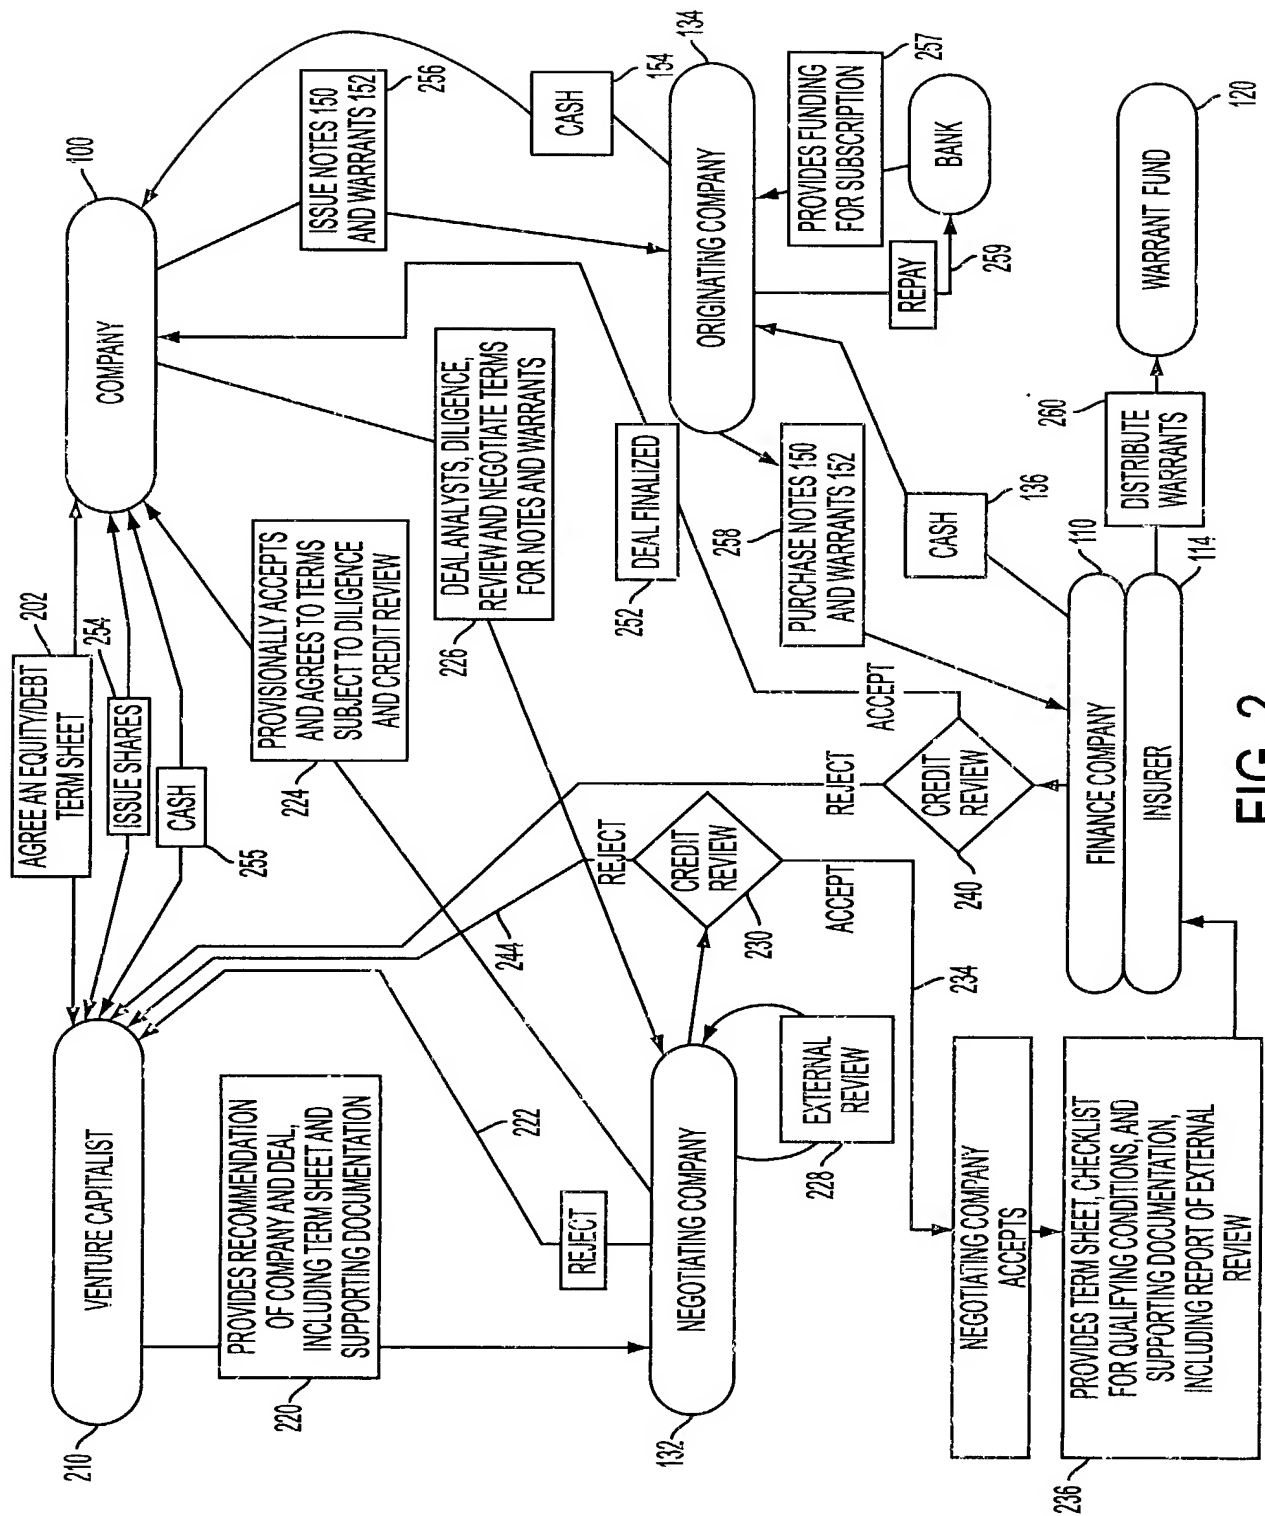 210
VENTURE CAPITALIST
AGREE AN EQUITY/DEBT
TERM SHEET
202
254
ISSUE SHARES
CASH
255
COMPANY
100
PROVIDES RECOMMENDATION
OF COMPANY AND DEAL,
INCLUDING TERM SHEET AND
SUPPORTING DOCUMENTATION
220
222
REJECT
244
PROVISIONALLY ACCEPTS
AND AGREES TO TERMS
SUBJECT TO DILIGENCE
AND CREDIT REVIEW
224
DEAL ANALYSTS, DILIGENCE,
REVIEW AND NEGOTIATE TERMS
FOR NOTES AND WARRANTS
226
ISSUE NOTES 150
AND WARRANTS 152
256
CASH
154
132
NEGOTIATING COMPANY
EXTERNAL
REVIEW
228
CREDIT
REVIEW
230
REJECT
ACCEPT
234
DEAL FINALIZED
252
ORIGINATING COMPANY
134
PURCHASE NOTES 150
AND WARRANTS 152
258
PROVIDES FUNDING
FOR SUBSCRIPTION
257
REPAY
259
BANK
REJECT
CREDIT
REVIEW
240
ACCEPT
CASH
136
NEGOTIATING COMPANY
ACCEPTS
PROVIDES TERM SHEET, CHECKLIST
FOR QUALIFYING CONDITIONS, AND
SUPPORTING DOCUMENTATION,
INCLUDING REPORT OF EXTERNAL
REVIEW
236
FINANCE COMPANY
110
INSURER
114
DISTRIBUTE
WARRANTS
260
WARRANT FUND
120
FIG. 2